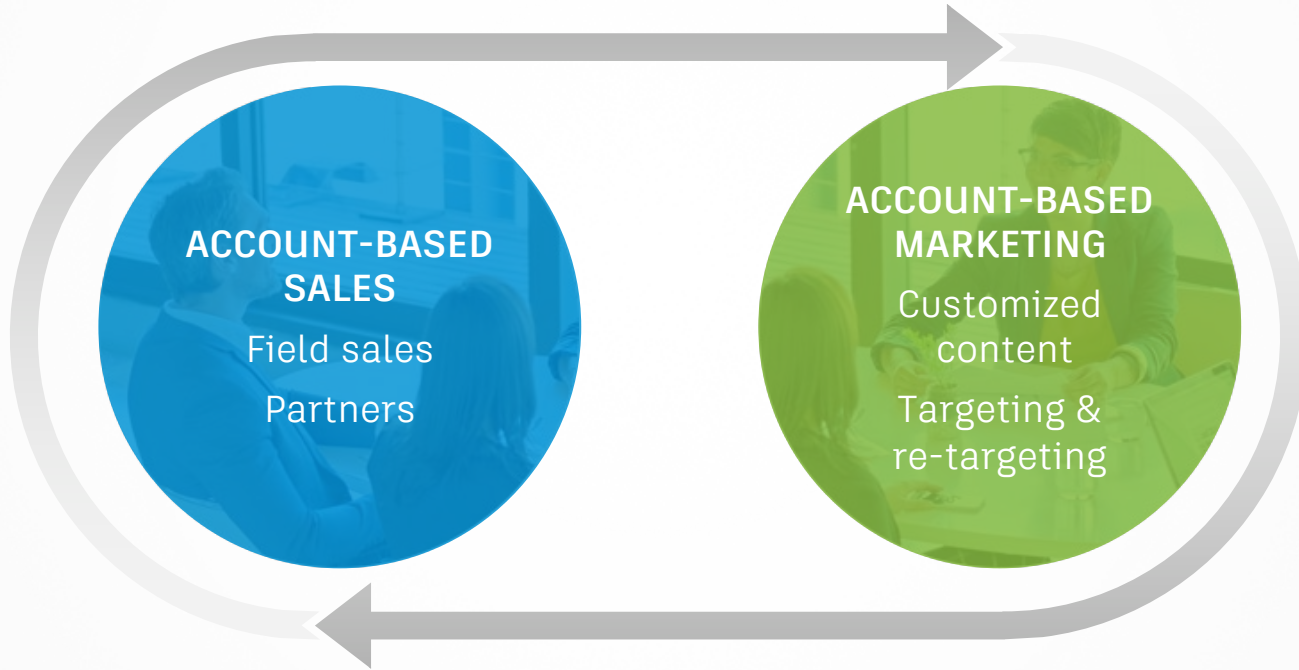 ACCOUNT-BASED
SALES
Field sales
Partners
ACCOUNT-BASED
MARKETING
Customized
content
Targeting &
re-targeting